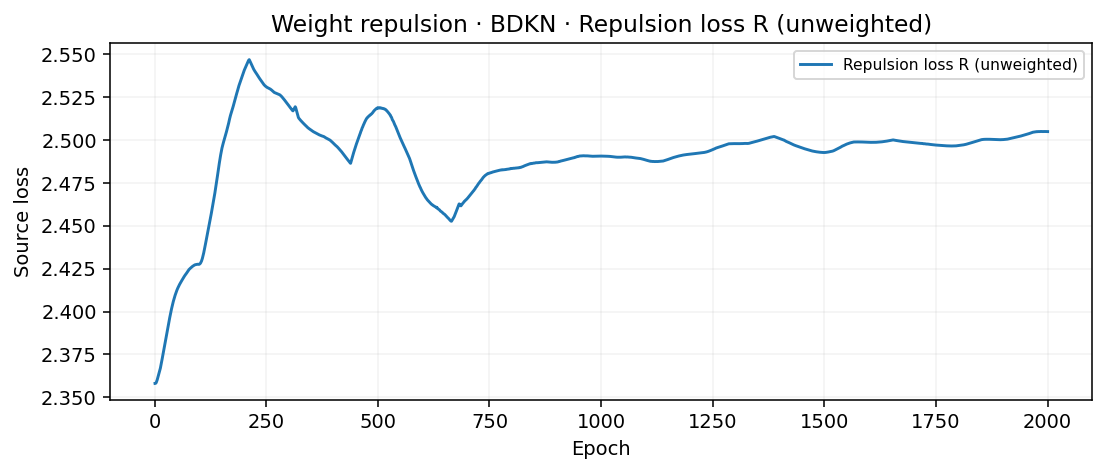 Weight repulsion · BDKN · Repulsion loss R (unweighted)
Repulsion loss R (unweighted)
Source loss
2.550
2.525
2.500
2.475
2.450
2.425
2.400
2.375
2.350
0 250 500 750 1000 1250 1500 1750 2000
Epoch